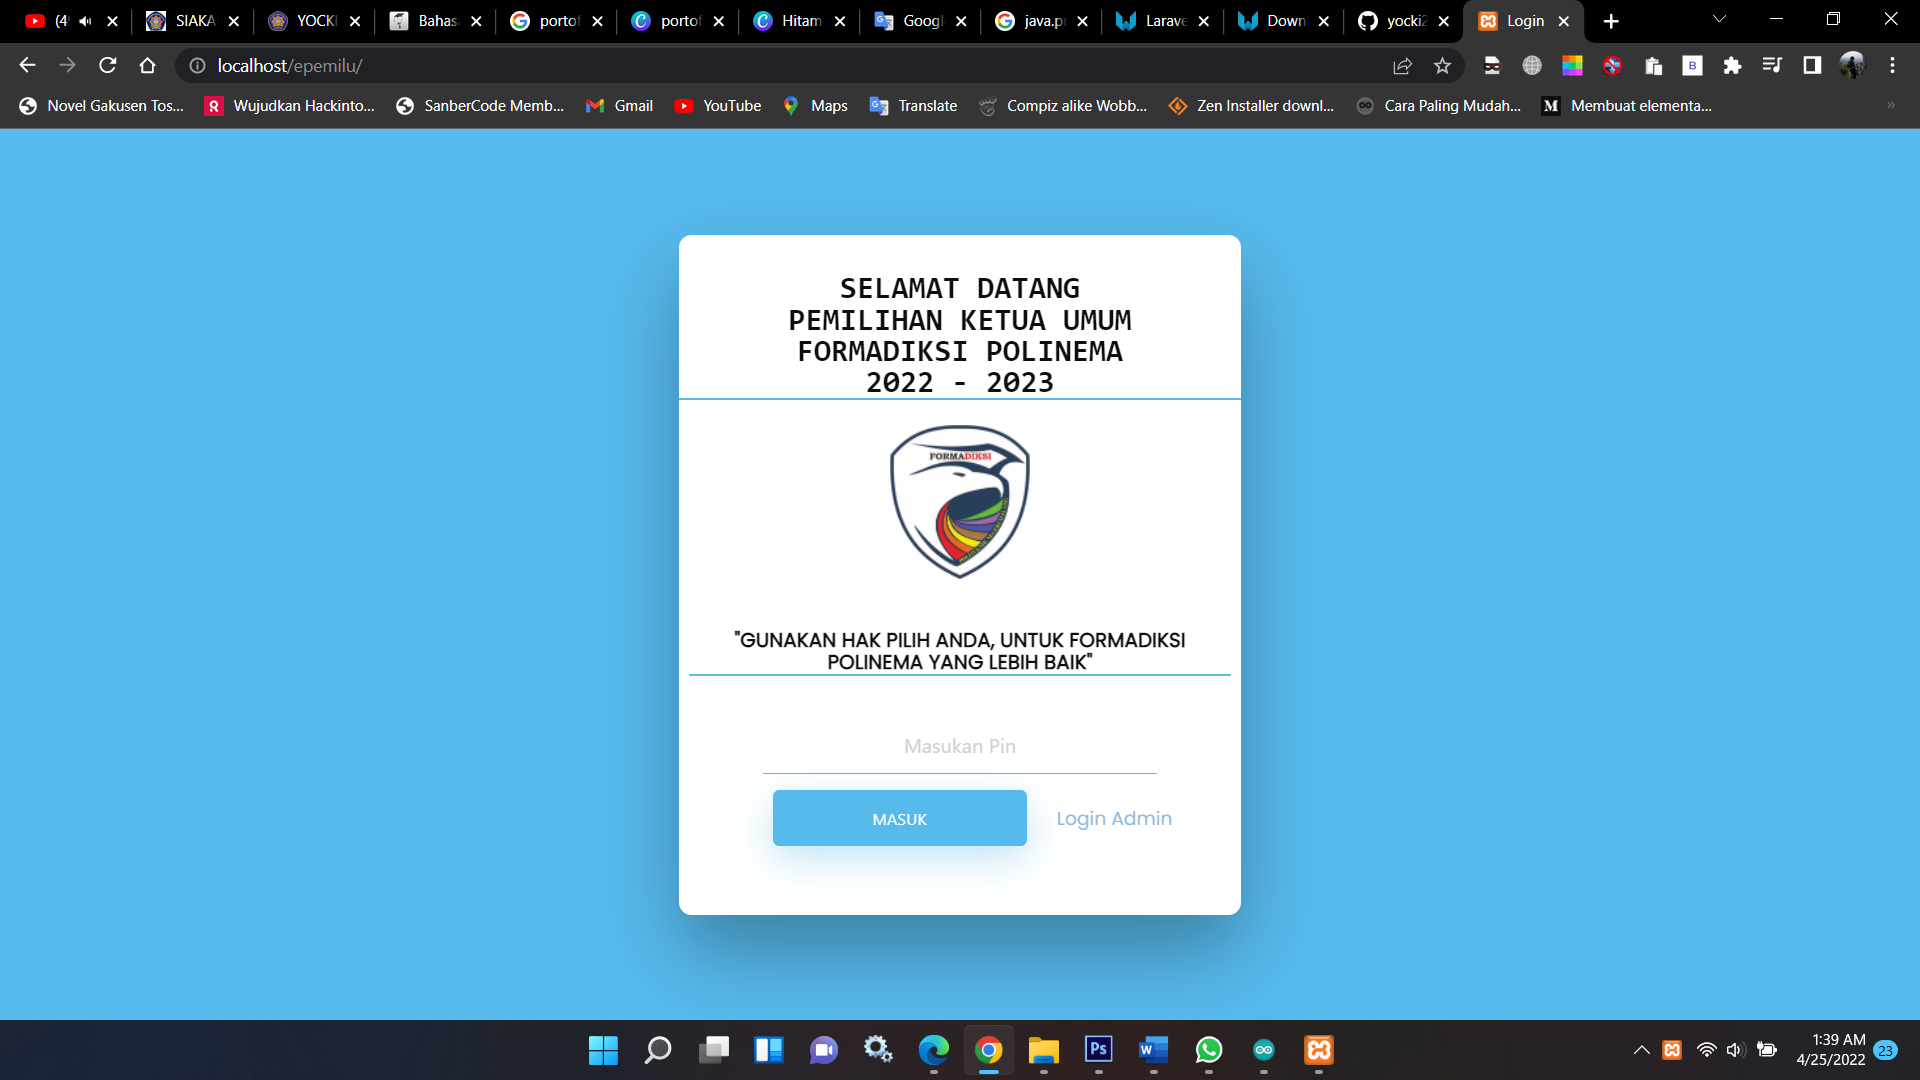 (4
SIAKA
YOCKI
Bahas
portof
portof
Hitam
Googl
java.p
Larave
Down
yocki2
Login
localhost/epemilu/
Novel Gakusen Tos...
Wujudkan Hackinto...
SanberCode Memb...
Gmail
YouTube
Maps
Translate
Compiz alike Wobb...
Zen Installer downl...
Cara Paling Mudah...
Membuat elementa...
SELAMAT DATANG
PEMILIHAN KETUA UMUM
FORMADIKSI POLINEMA
2022 - 2023
FORMADIKSI
"GUNAKAN HAK PILIH ANDA, UNTUK FORMADIKSI
POLINEMA YANG LEBIH BAIK"
Masukan Pin
MASUK
Login Admin
1:39 AM
4/25/2022
23